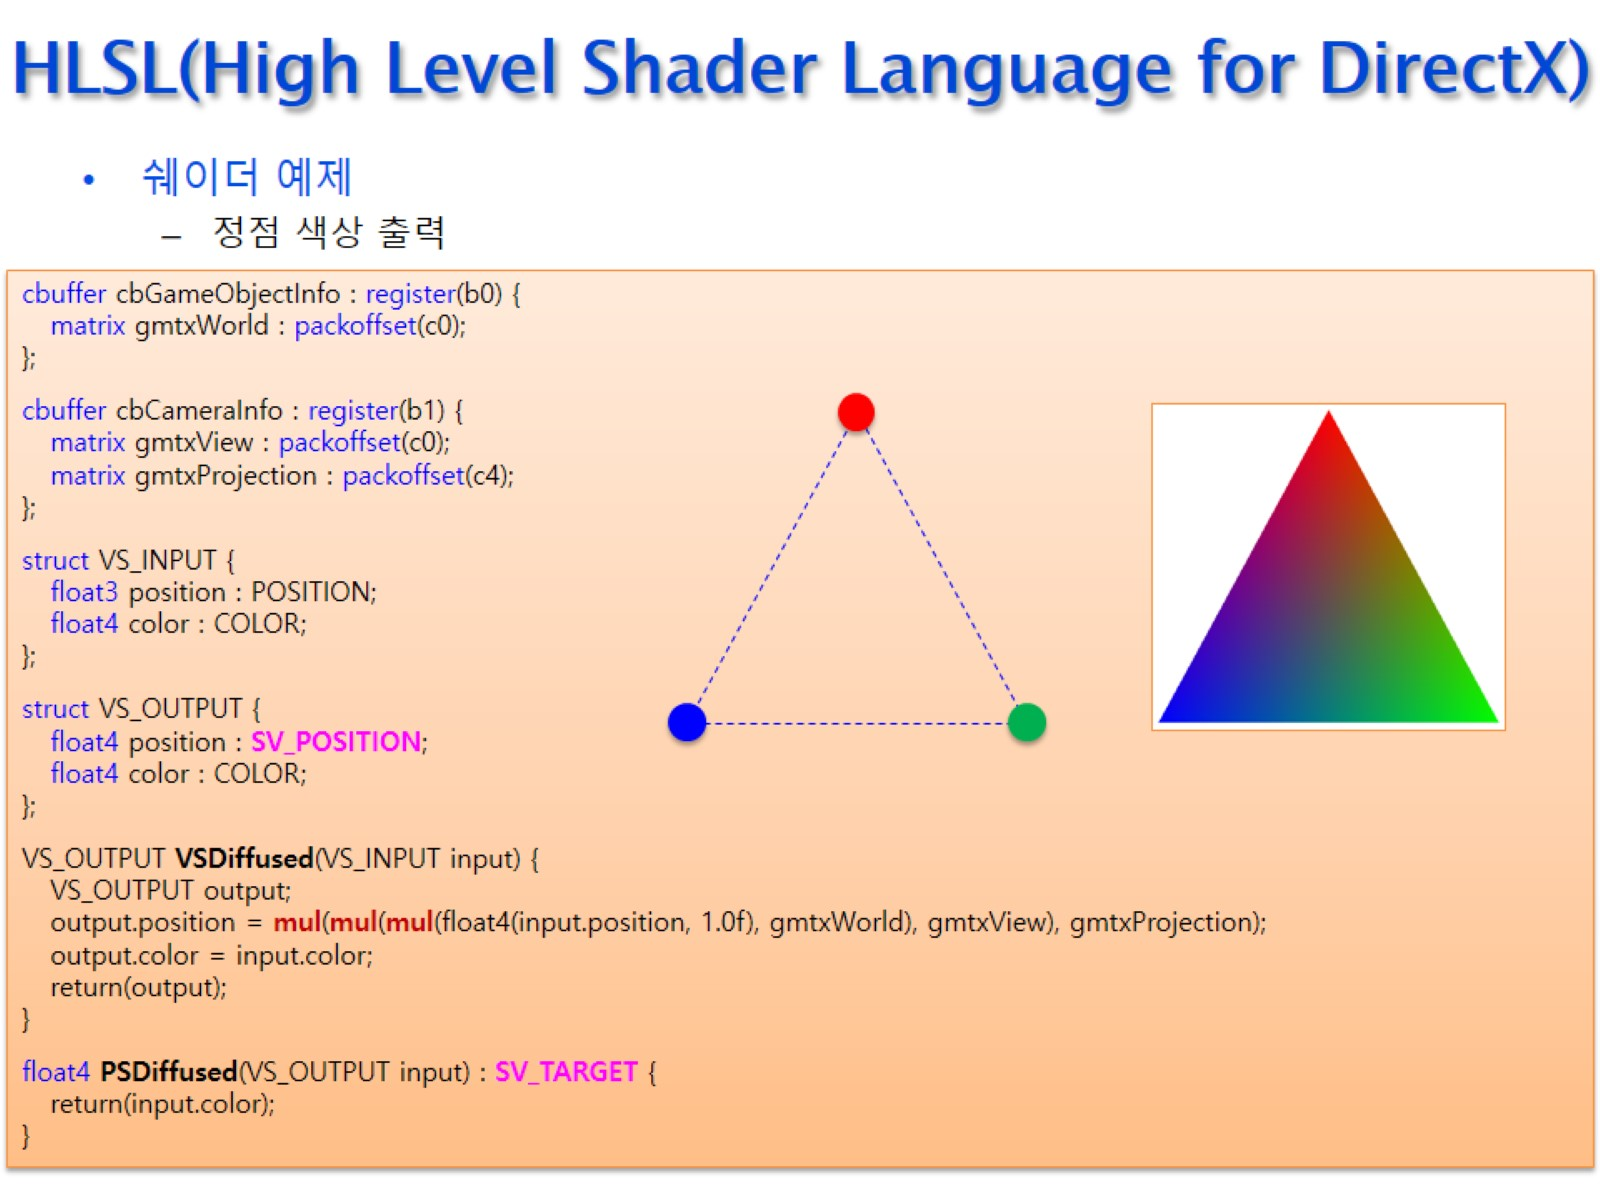 HLSL(High Level Shader Language for DirectX)
• 쉐이더 예제
– 정점 색상 출력
cbuffer cbGameObjectInfo : register(b0) {
matrix gmtxWorld : packoffset(c0);
};
cbuffer cbCameraInfo : register(b1) {
matrix gmtxView : packoffset(c0);
matrix gmtxProjection : packoffset(c4);
};
struct VS_INPUT {
float3 position : POSITION;
float4 color : COLOR;
};
struct VS_OUTPUT {
float4 position : SV_POSITION;
float4 color : COLOR;
};
VS_OUTPUT VSDiffused(VS_INPUT input) {
VS_OUTPUT output;
output.position = mul(mul(mul(float4(input.position, 1.0f), gmtxWorld), gmtxView), gmtxProjection);
output.color = input.color;
return(output);
}
float4 PSDiffused(VS_OUTPUT input) : SV_TARGET {
return(input.color);
}